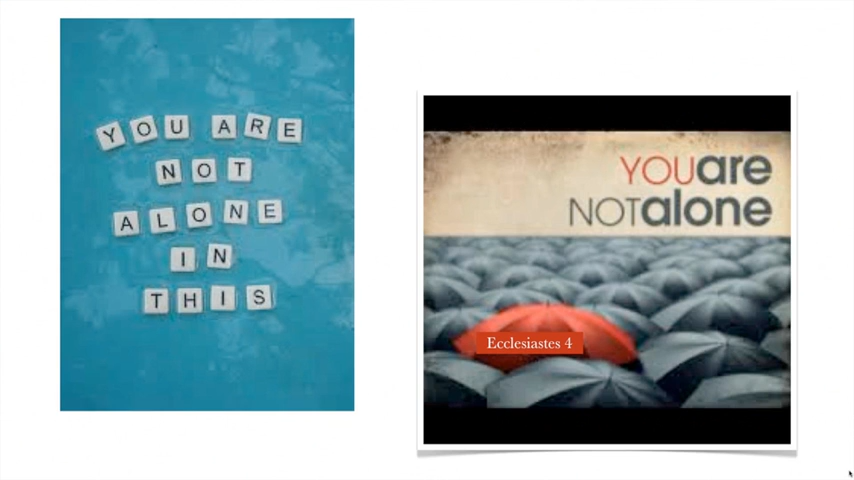 YOU ARE
NOT
ALONE
IN
THIS
YOUare
NOTalone
Ecclesiastes 4